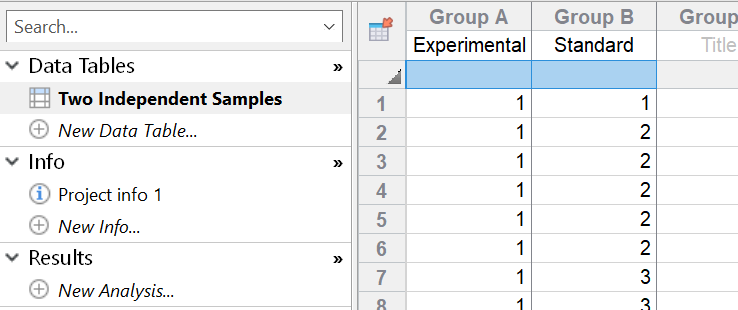 Search...
Data Tables »
Two Independent Samples
New Data Table...
Info »
Project info 1
New Info...
Results »
New Analysis...
Group A Group B Group
Experimental Standard Title
1 1 1
2 1 2
3 1 2
4 1 2
5 1 2
6 1 2
7 1 3
8 1 3